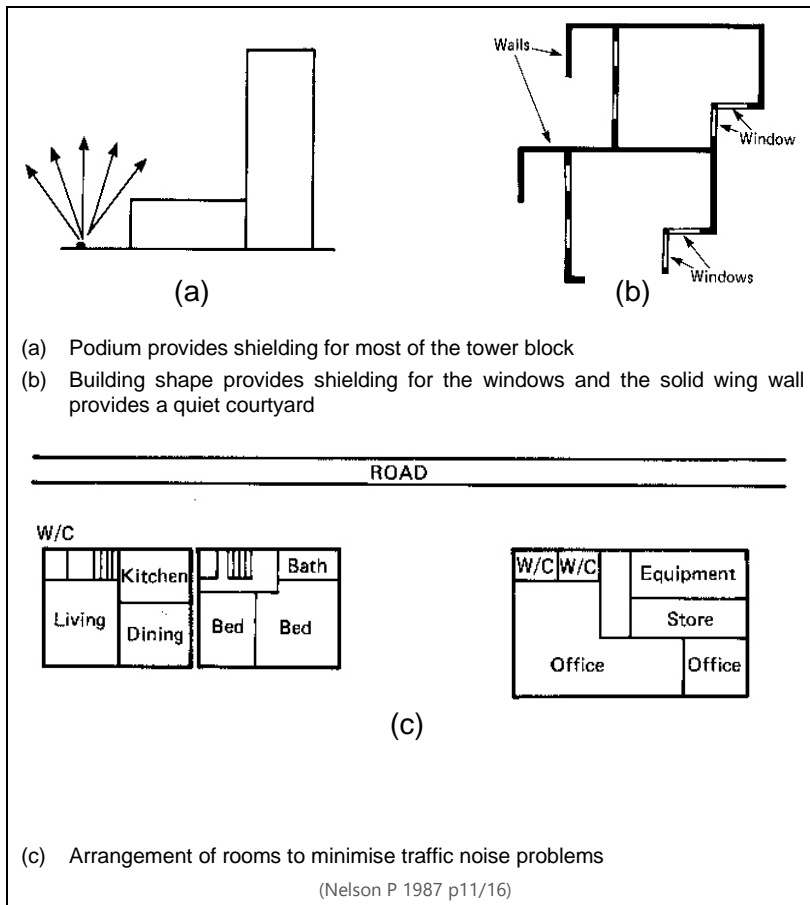 Walls
Window
Windows
(a)
(b)
(a) Podium provides shielding for most of the tower block
(b) Building shape provides shielding for the windows and the solid wing wall
provides a quiet courtyard
ROAD
W/C
Kitchen
Living
Dining
Bath
Bed
Bed
W/C
W/C
Equipment
Store
Office
Office
(c)
(c) Arrangement of rooms to minimise traffic noise problems
(Nelson P 1987 p11/16)